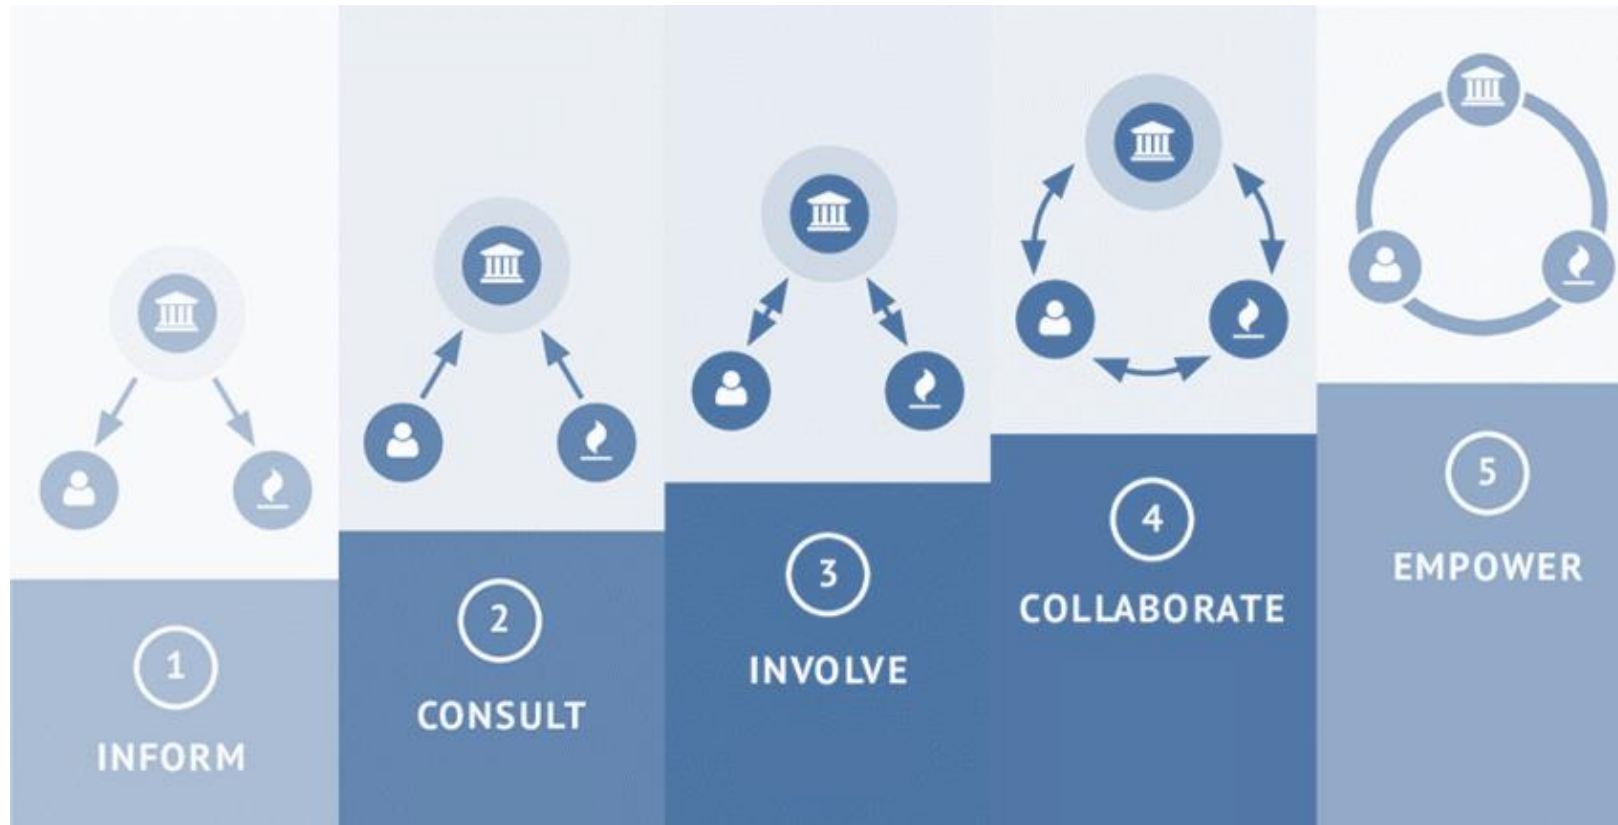 1
INFORM
2
CONSULT
3
INVOLVE
4
COLLABORATE
5
EMPOWER